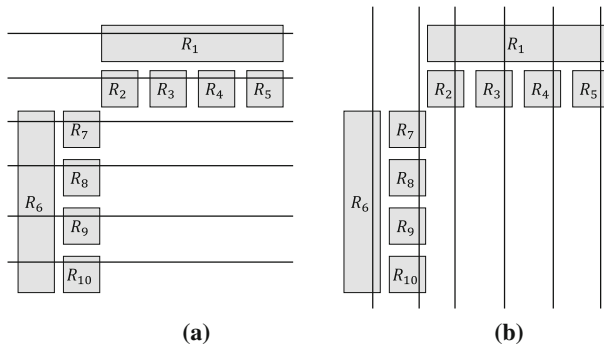 R₁ R₁
R₂ R₃ R₄ R₅ R₂ R₃ R₄ R₅
R₇ R₇
R₈ R₈
R₆ R₆
R₉ R₉
R₁₀ R₁₀
(a) (b)